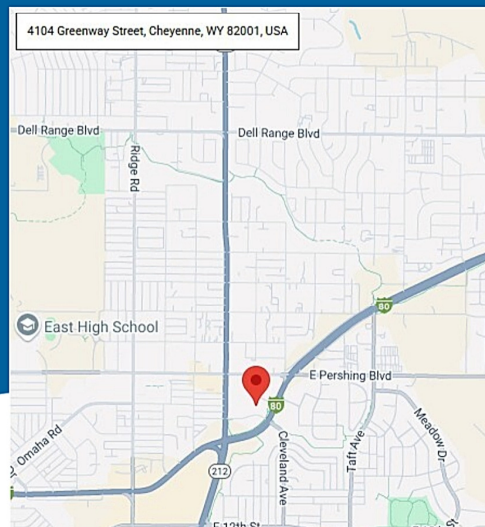 4104 Greenway Street, Cheyenne, WY 82001, USA
Dell Range Blvd
Dell Range Blvd
Ridge Rd
80
East High School
E Pershing Blvd
80
Omaha Rd
Cleveland Ave
Taft Ave
Meadow Dr
212
E 12th St